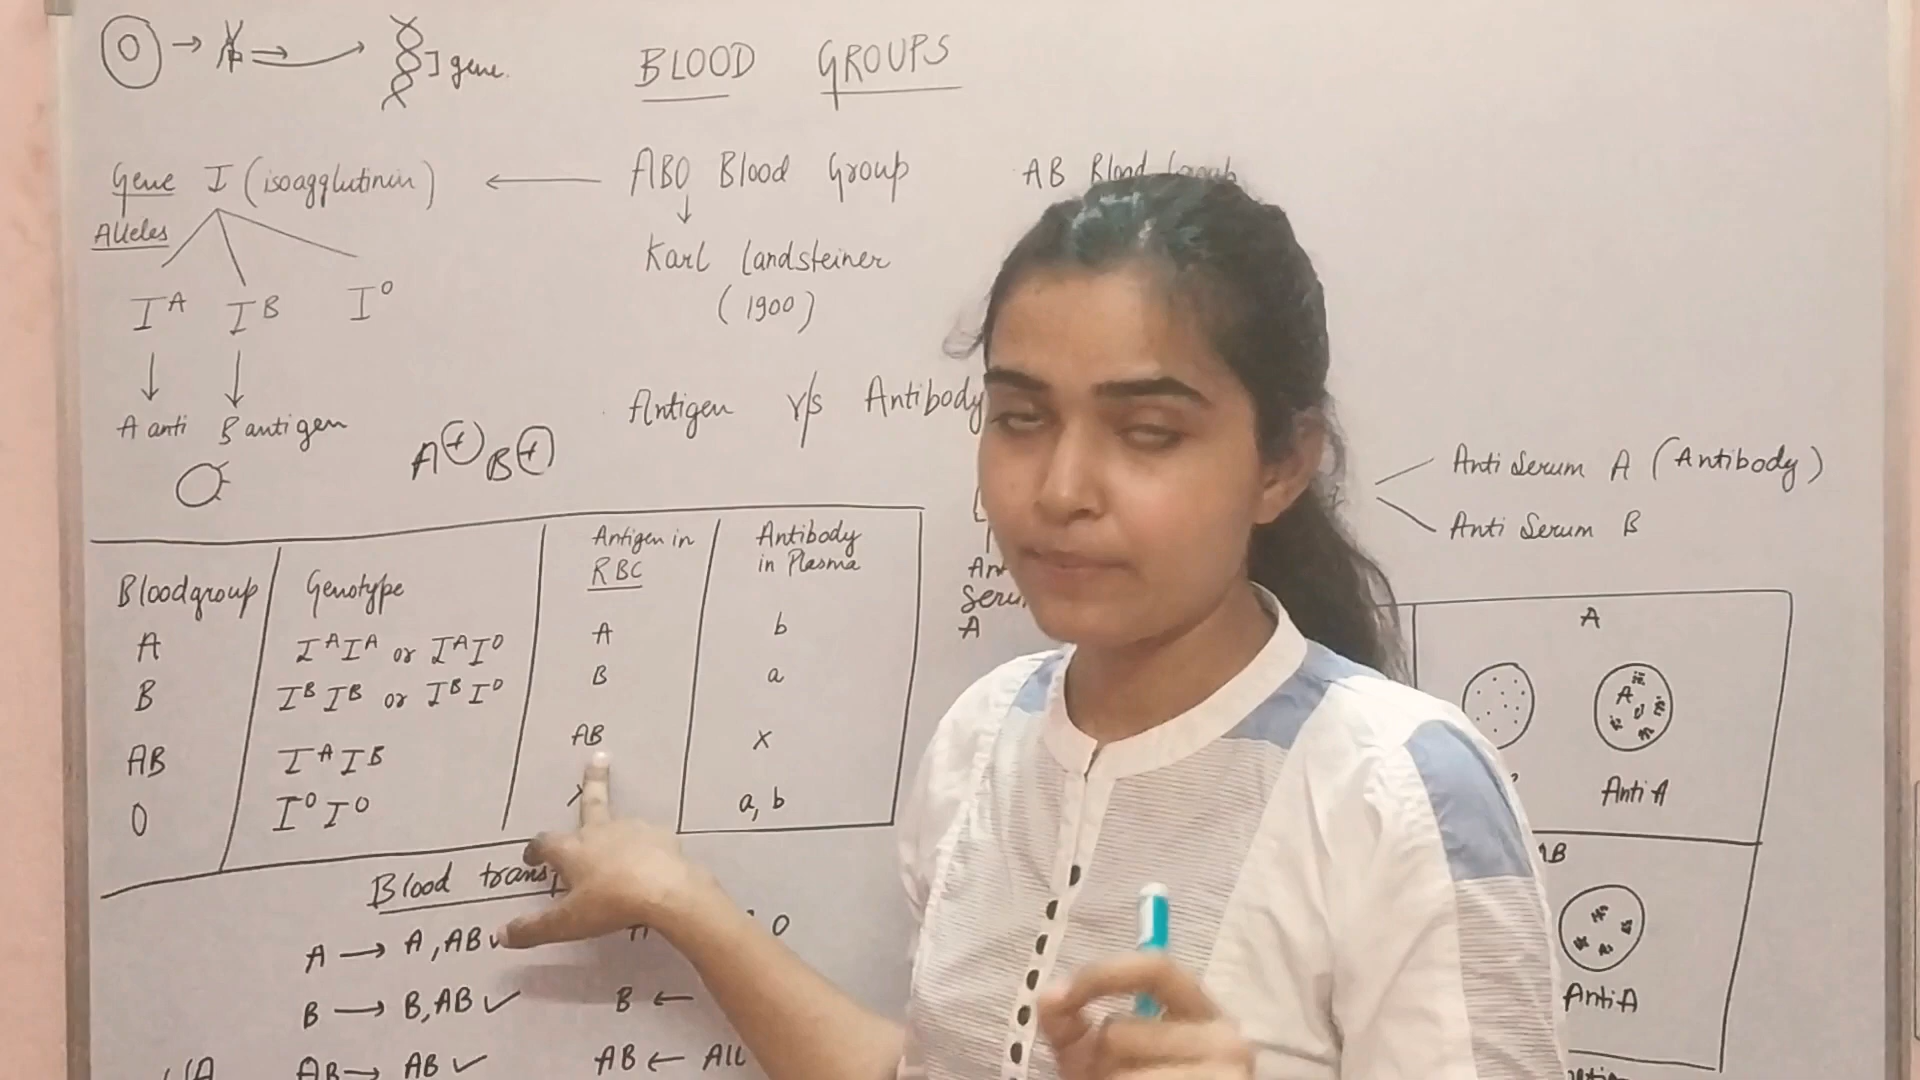 ] gene.
BLOOD GROUPS
Gene I (isoagglutinin) ← ABO Blood Group
AB Blood Group
Alleles
↓
Karl Landsteiner
(1900)
I^A I^B I^O
↓ ↓
A anti B antigen
A(+) B(+)
Antigen v/s Antibody
Anti Serum A (Antibody)
Anti Serum B
Bloodgroup Genotype Antigen in RBC Antibody in Plasma
A I^A I^A or I^A I^O A b
B I^B I^B or I^B I^O B a
AB I^A I^B AB x
O I^O I^O a, b
A
A
A
Anti A
AB
Anti A
Blood
A → A, AB ✓
O
B → B, AB ✓
B ←
AB → AB ✓
AB ← All